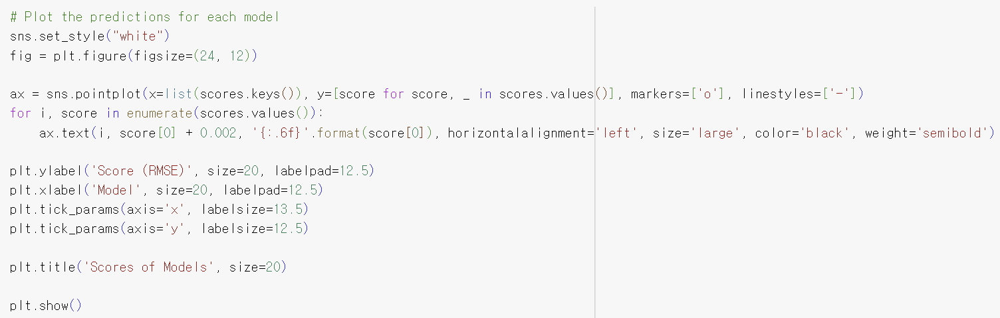 # Plot the predictions for each model
sns.set_style("white")
fig = plt.figure(figsize=(24, 12))
ax = sns.pointplot(x=list(scores.keys()), y=[score for score, _ in scores.values()], markers=['o'], linestyles=['-'])
for i, score in enumerate(scores.values()):
    ax.text(i, score[0] + 0.002, '{:.6f}'.format(score[0]), horizontalalignment='left', size='large', color='black', weight='semibold')
plt.ylabel('Score (RMSE)', size=20, labelpad=12.5)
plt.xlabel('Model', size=20, labelpad=12.5)
plt.tick_params(axis='x', labelsize=13.5)
plt.tick_params(axis='y', labelsize=12.5)
plt.title('Scores of Models', size=20)
plt.show()